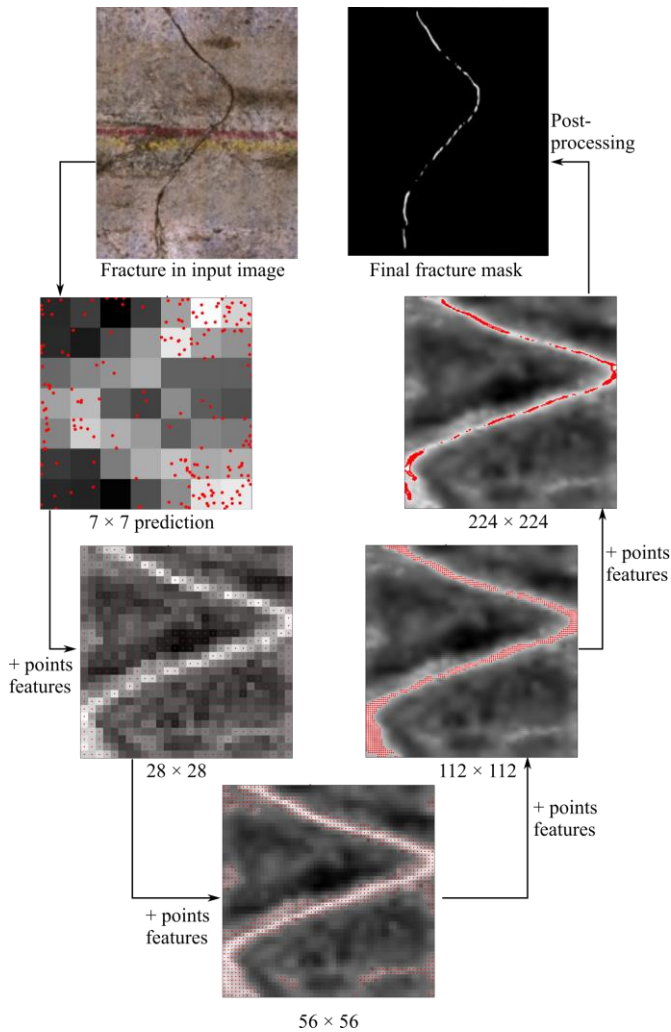 Fracture in input image
Final fracture mask
Post-
processing
7 × 7 prediction
224 × 224
+ points
features
+ points
features
28 × 28
112 × 112
+ points
features
+ points
features
56 × 56